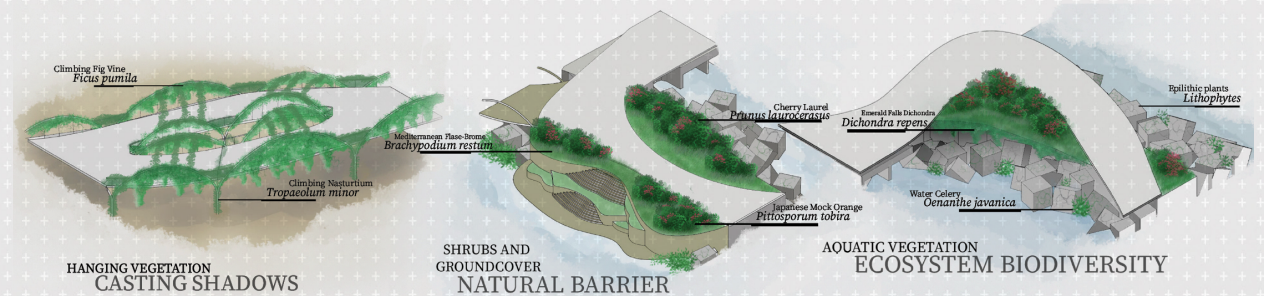 Climbing Fig Vine
Ficus pumila
Climbing Nasturtium
Tropaeolum minor
HANGING VEGETATION
CASTING SHADOWS
Mediterranean Flase-Brome
Brachypodium restum
Cherry Laurel
Prunus laurocerasus
Japanese Mock Orange
Pittosporum tobira
SHRUBS AND
GROUNDCOVER
NATURAL BARRIER
Emerald Falls Dichondra
Dichondra repens
Epilithic plants
Lithophytes
Water Celery
Oenanthe javanica
AQUATIC VEGETATION
ECOSYSTEM BIODIVERSITY